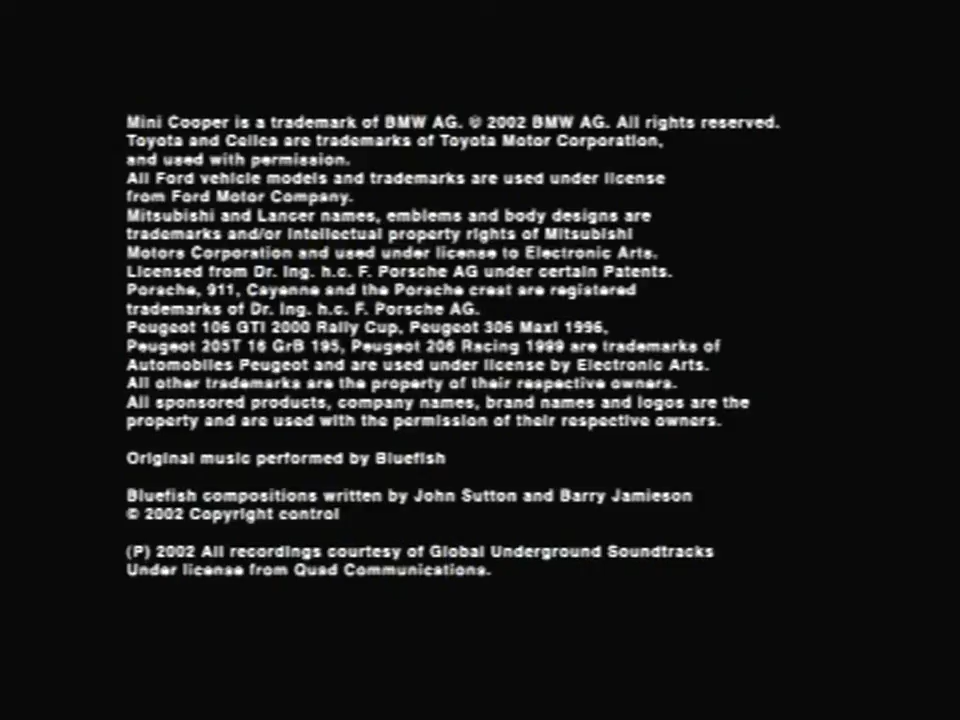 Mini Cooper is a trademark of BMW AG. © 2002 BMW AG. All rights reserved.
Toyota and Celica are trademarks of Toyota Motor Corporation,
and used with permission.
All Ford vehicle models and trademarks are used under license
from Ford Motor Company.
Mitsubishi and Lancer names, emblems and body designs are
trademarks and/or intellectual property rights of Mitsubishi
Motors Corporation and used under license to Electronic Arts.
Licensed from Dr. Ing. h.c. F. Porsche AG under certain Patents.
Porsche, 911, Cayenne and the Porsche crest are registered
trademarks of Dr. Ing. h.c. F. Porsche AG.
Peugeot 106 GTI 2000 Rally Cup, Peugeot 306 Maxi 1996,
Peugeot 205T 16 GrB 195, Peugeot 206 Racing 1999 are trademarks of
Automobiles Peugeot and are used under license by Electronic Arts.
All other trademarks are the property of their respective owners.
All sponsored products, company names, brand names and logos are the
property and are used with the permission of their respective owners.
Original music performed by Bluefish
Bluefish compositions written by John Sutton and Barry Jamieson
© 2002 Copyright control
(P) 2002 All recordings courtesy of Global Underground Soundtracks
Under license from Quad Communications.